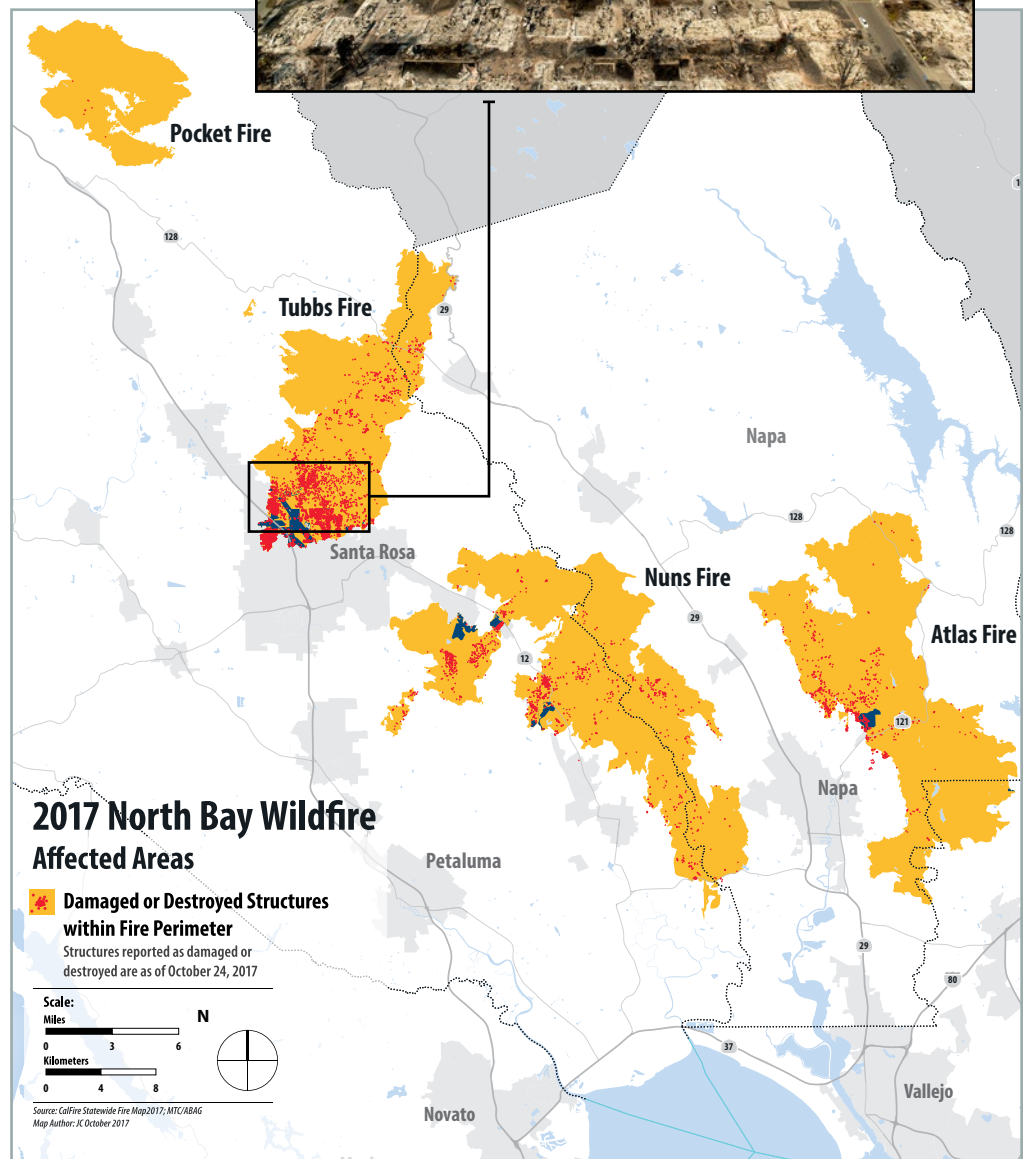 Pocket Fire
128
Tubbs Fire
29
Napa
128
128
Santa Rosa
Nuns Fire
29
Atlas Fire
12
121
Napa
2017 North Bay Wildfire
Affected Areas
Petaluma
Damaged or Destroyed Structures
within Fire Perimeter
Structures reported as damaged or
destroyed are as of October 24, 2017
29
80
Scale:
Miles
N
0 3 6
Kilometers
0 4 8
37
Vallejo
Novato
Source: CalFire Statewide Fire Map2017; MTC/ABAG
Map Author: JC October 2017